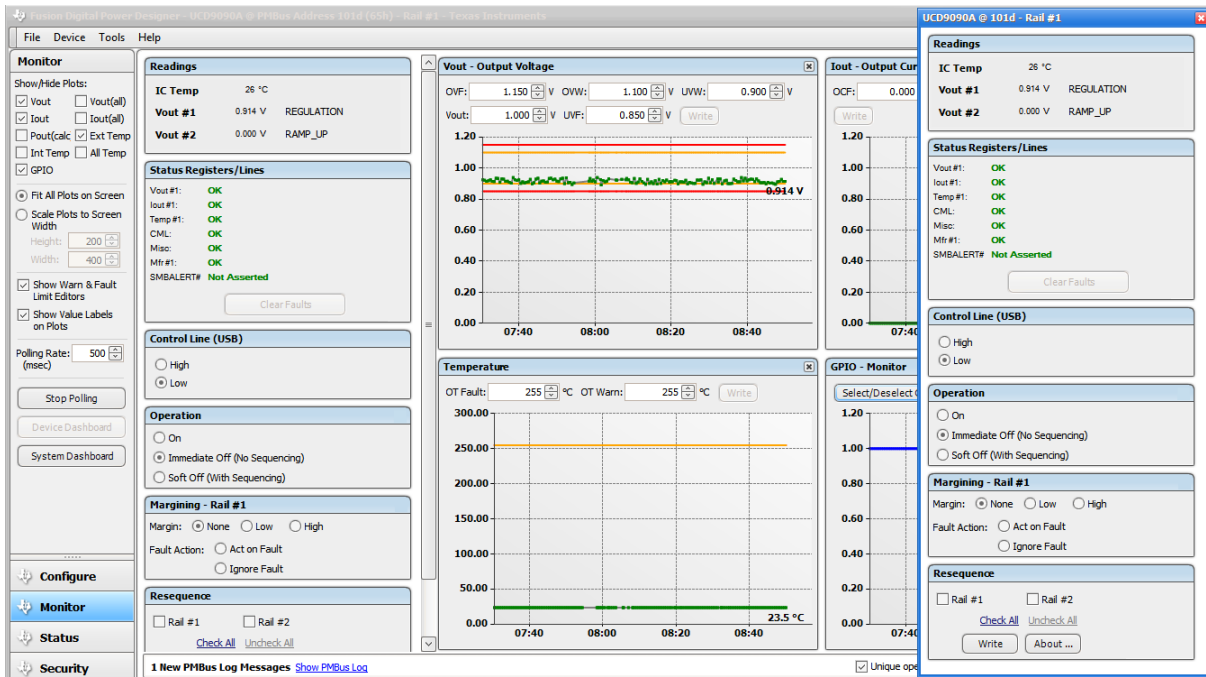 Fusion Digital Power Designer - UCD9090A @ PMBus Address 101d (65h) - Rail #1 - Texas Instruments
File Device Tools Help
Monitor
Show/Hide Plots:
Vout Vout(all)
Iout Iout(all)
Pout(calc Ext Temp
Int Temp All Temp
GPIO
Fit All Plots on Screen
Scale Plots to Screen
Width
Height: 200
Width: 400
Show Warn & Fault
Limit Editors
Show Value Labels
on Plots
Polling Rate: 500
(msec)
Stop Polling
Device Dashboard
System Dashboard
Configure
Monitor
Status
Security
Readings
IC Temp 26 °C
Vout #1 0.914 V REGULATION
Vout #2 0.000 V RAMP_UP
Status Registers/Lines
Vout #1: OK
Iout #1: OK
Temp #1: OK
CML: OK
Misc: OK
Mfr #1: OK
SMBALERT# Not Asserted
Clear Faults
Control Line (USB)
High
Low
Operation
On
Immediate Off (No Sequencing)
Soft Off (With Sequencing)
Margining - Rail #1
Margin: None Low High
Fault Action: Act on Fault
Ignore Fault
Resequence
Rail #1 Rail #2
Check All Uncheck All
Vout - Output Voltage
OVF: 1.150 V OVW: 1.100 V UVW: 0.900 V
Vout: 1.000 V UVF: 0.850 V Write
1.20
1.00
0.80
0.60
0.40
0.20
0.00
0.914 V
07:40 08:00 08:20 08:40
Temperature
OT Fault: 255 °C OT Warn: 255 °C Write
300.00
250.00
200.00
150.00
100.00
50.00
0.00
23.5 °C
07:40 08:00 08:20 08:40
Iout - Output Cur
OCF: 0.000
Write
1.20
1.00
0.80
0.60
0.40
0.20
0.00
07:40
GPIO - Monitor
Select/Deselect
1.20
1.00
0.80
0.60
0.40
0.20
0.00
07:40
1 New PMBus Log Messages Show PMBus Log
Unique ope
UCD9090A @ 101d - Rail #1
Readings
IC Temp 26 °C
Vout #1 0.914 V REGULATION
Vout #2 0.000 V RAMP_UP
Status Registers/Lines
Vout #1: OK
Iout #1: OK
Temp #1: OK
CML: OK
Misc: OK
Mfr #1: OK
SMBALERT# Not Asserted
Clear Faults
Control Line (USB)
High
Low
Operation
On
Immediate Off (No Sequencing)
Soft Off (With Sequencing)
Margining - Rail #1
Margin: None Low High
Fault Action: Act on Fault
Ignore Fault
Resequence
Rail #1 Rail #2
Check All Uncheck All
Write About ...